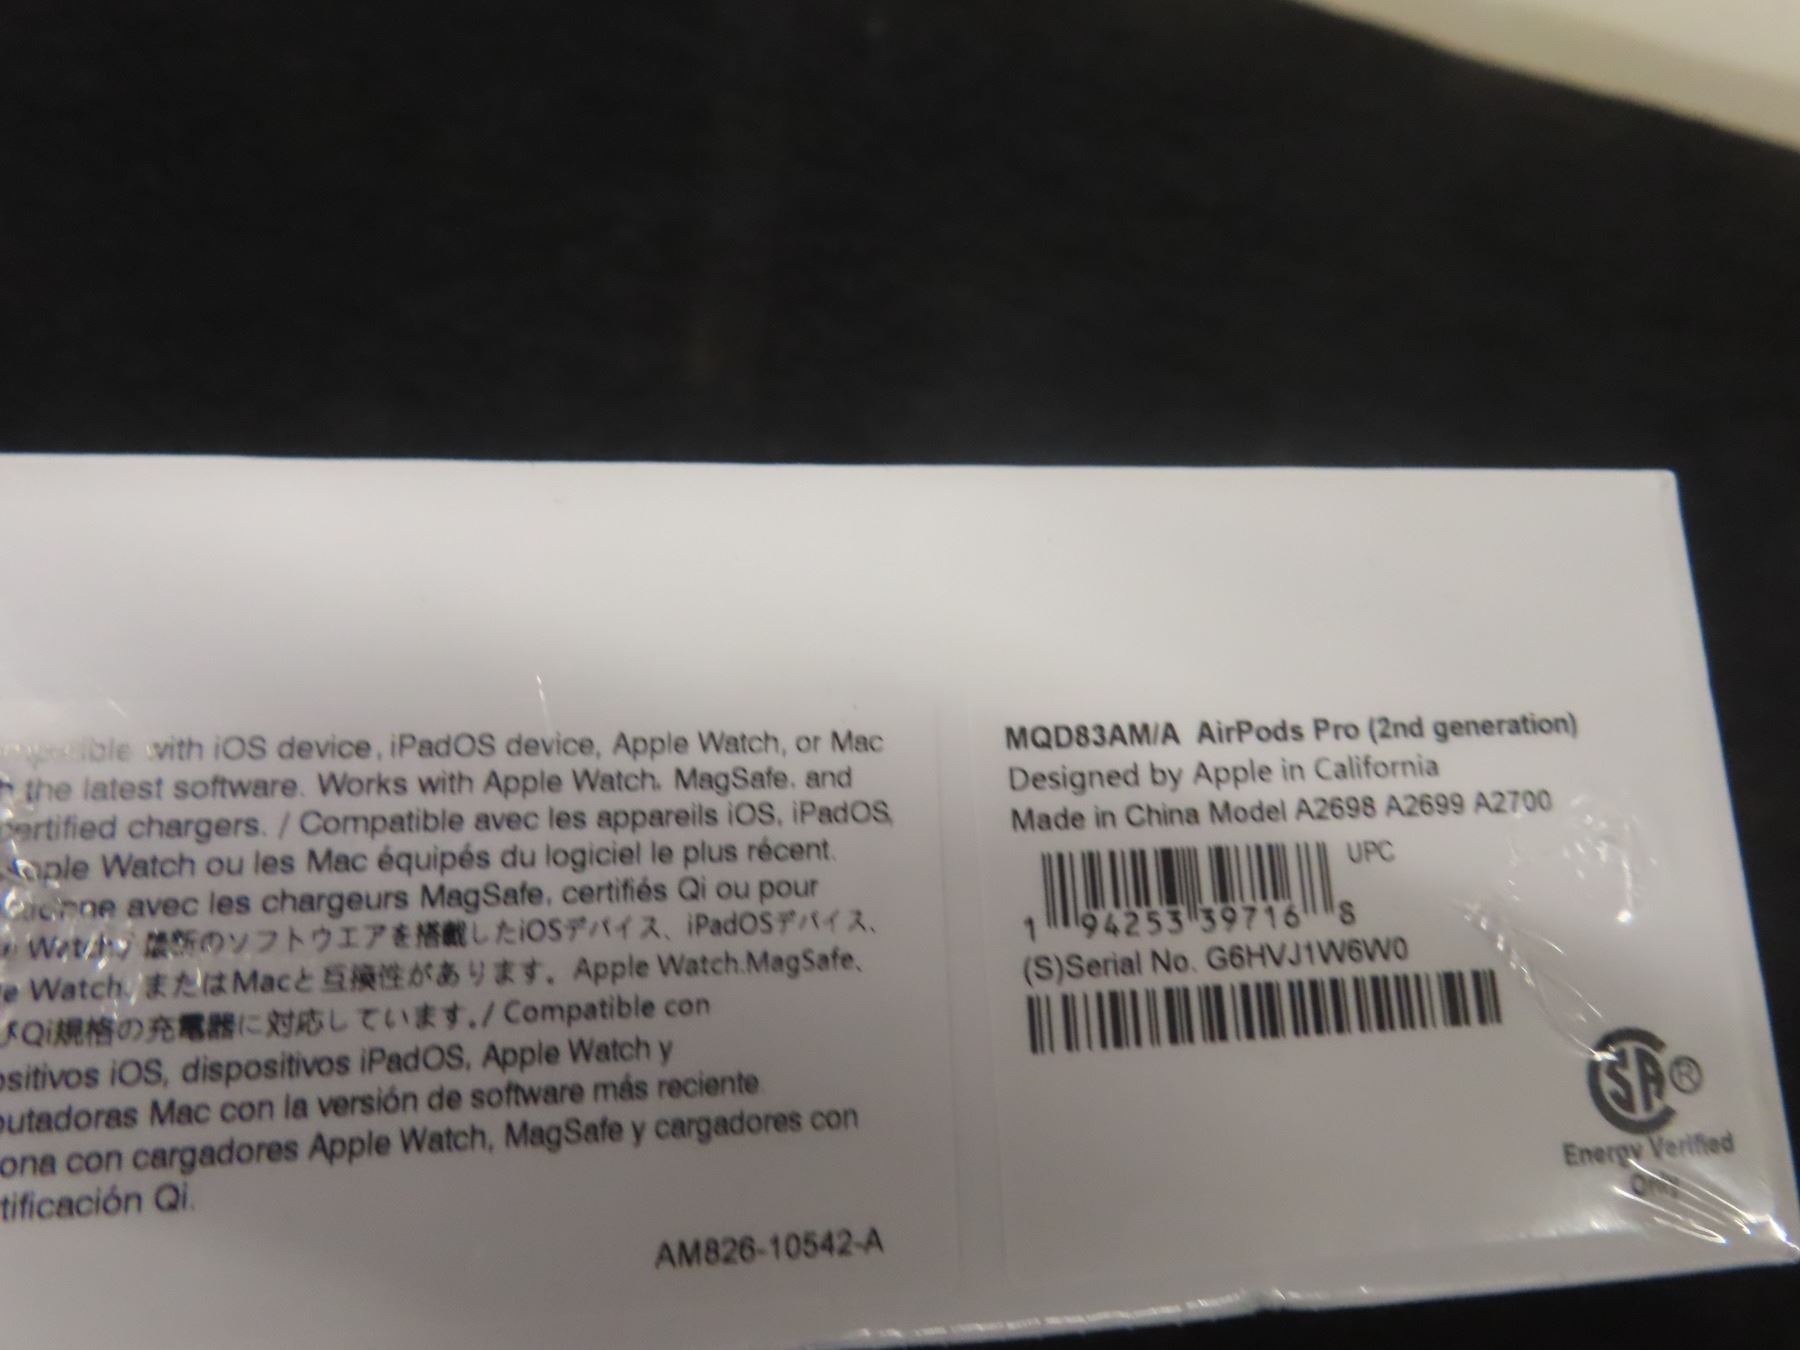 with iOS device, iPadOS device, Apple Watch, or Mac
the latest software. Works with Apple Watch, MagSafe, and
certified chargers. / Compatible avec les appareils iOS, iPadOS,
Apple Watch ou les Mac équipés du logiciel le plus récent.
avec les chargeurs MagSafe, certifiés Qi ou pour
Watch / 最新のソフトウエアを搭載したiOSデバイス、iPadOSデバイス、
Watch, またはMacと互換性があります。Apple Watch.MagSafe、
Qi規格の充電器に対応しています。/ Compatible con
ositivos iOS, dispositivos iPadOS, Apple Watch y
utadoras Mac con la versión de software más reciente
ona con cargadores Apple Watch, MagSafe y cargadores con
tificación Qi.
AM826-10542-A
MQD83AM/A AirPods Pro (2nd generation)
Designed by Apple in California
Made in China Model A2698 A2699 A2700
UPC
1 94253 39716 8
(S)Serial No. G6HVJ1W6W0
SA®
Energy Verified
Only